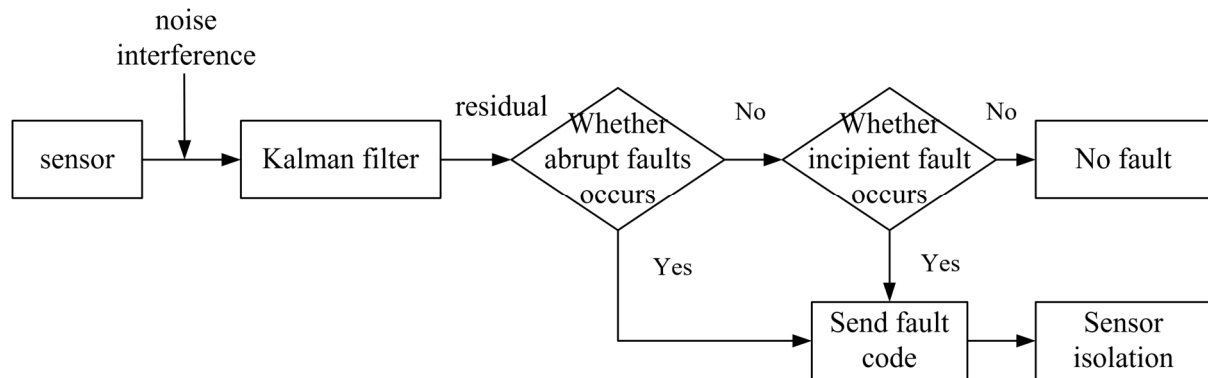 noise
interference
sensor
Kalman filter
residual
Whether
abrupt faults
occurs
No
Whether
incipient fault
occurs
No
No fault
Yes
Yes
Send fault
code
Sensor
isolation